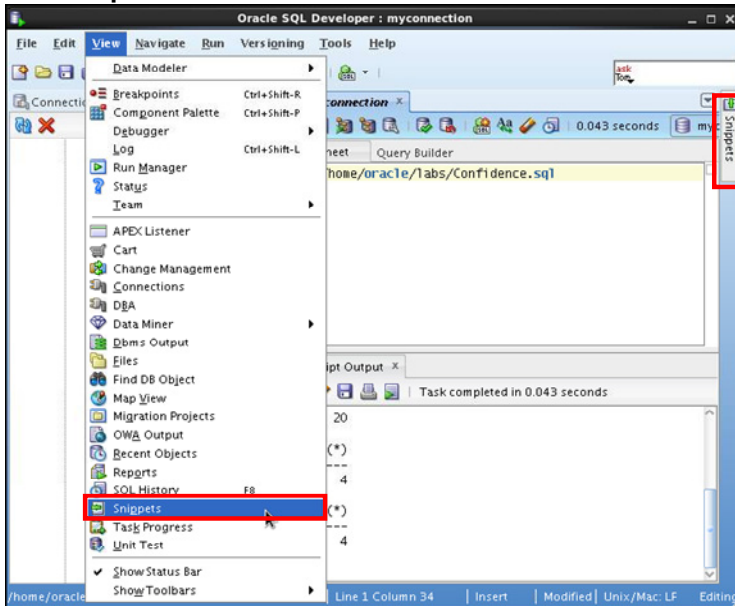 Oracle SQL Developer : myconnection
File Edit View Navigate Run Versioning Tools Help
ask
Tom
Data Modeler
Breakpoints Ctrl+Shift-R
Component Palette Ctrl+Shift-P
Debugger
Log Ctrl+Shift-L
Run Manager
Status
Team
APEX Listener
Cart
Change Management
Connections
DBA
Data Miner
Dbms Output
Files
Find DB Object
Map View
Migration Projects
OWA Output
Recent Objects
Reports
SQL History F8
Snippets
Task Progress
Unit Test
Show Status Bar
Show Toolbars
Connectio
connection X
0.043 seconds
my
Snippets
heet Query Builder
home/oracle/labs/Confidence.sql
ipt Output X
Task completed in 0.043 seconds
20
(*)
---
4
(*)
---
4
/home/oracle
Line 1 Column 34 Insert Modified Unix/Mac: LF Editing